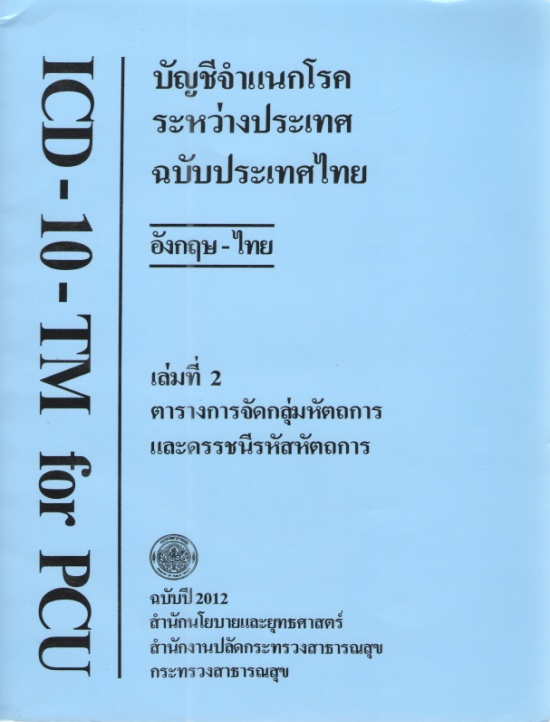 ICD - 10 - TM for PCU
บัญชีจำแนกโรค
ระหว่างประเทศ
ฉบับประเทศไทย
อังกฤษ - ไทย
เล่มที่ 2
ตารางการจัดกลุ่มหัตถการ
และดรรชนีรหัสหัตถการ
ฉบับปี 2012
สำนักนโยบายและยุทธศาสตร์
สำนักงานปลัดกระทรวงสาธารณสุข
กระทรวงสาธารณสุข